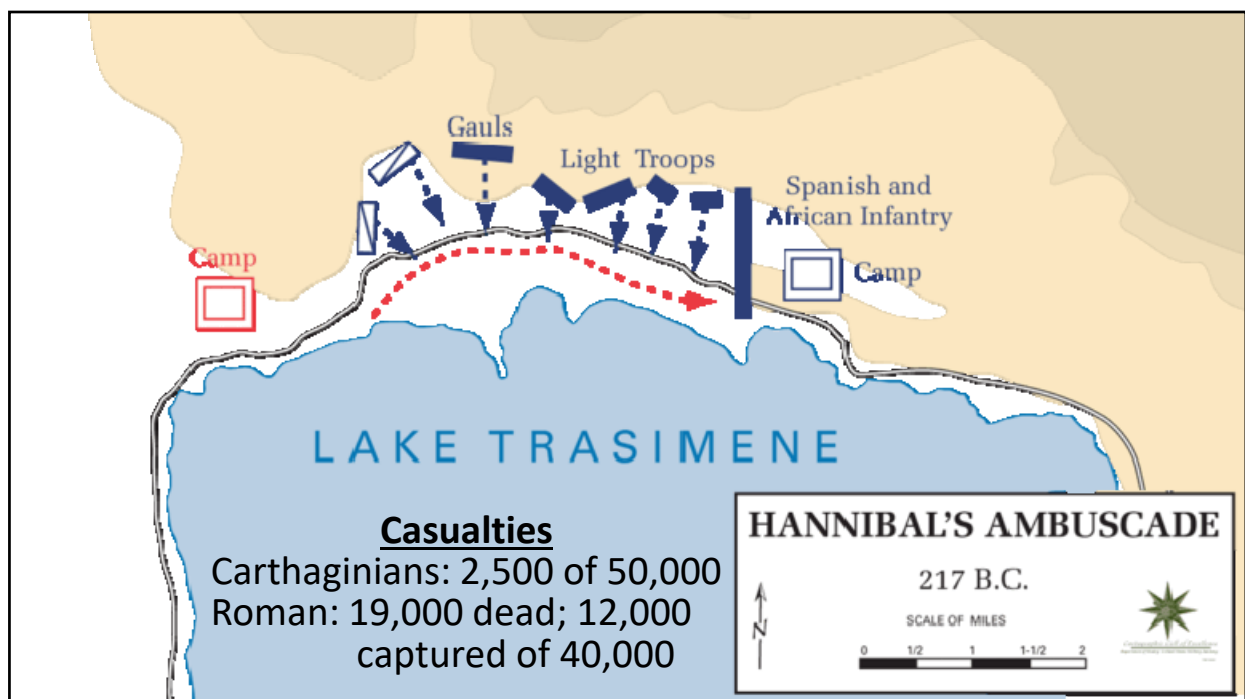 Gauls
Light Troops
Spanish and
African Infantry
Camp
Camp
LAKE TRASIMENE
Casualties
Carthaginians: 2,500 of 50,000
Roman: 19,000 dead; 12,000
captured of 40,000
HANNIBAL'S AMBUSCADE
217 B.C.
SCALE OF MILES
N
0 1/2 1 1-1/2 2